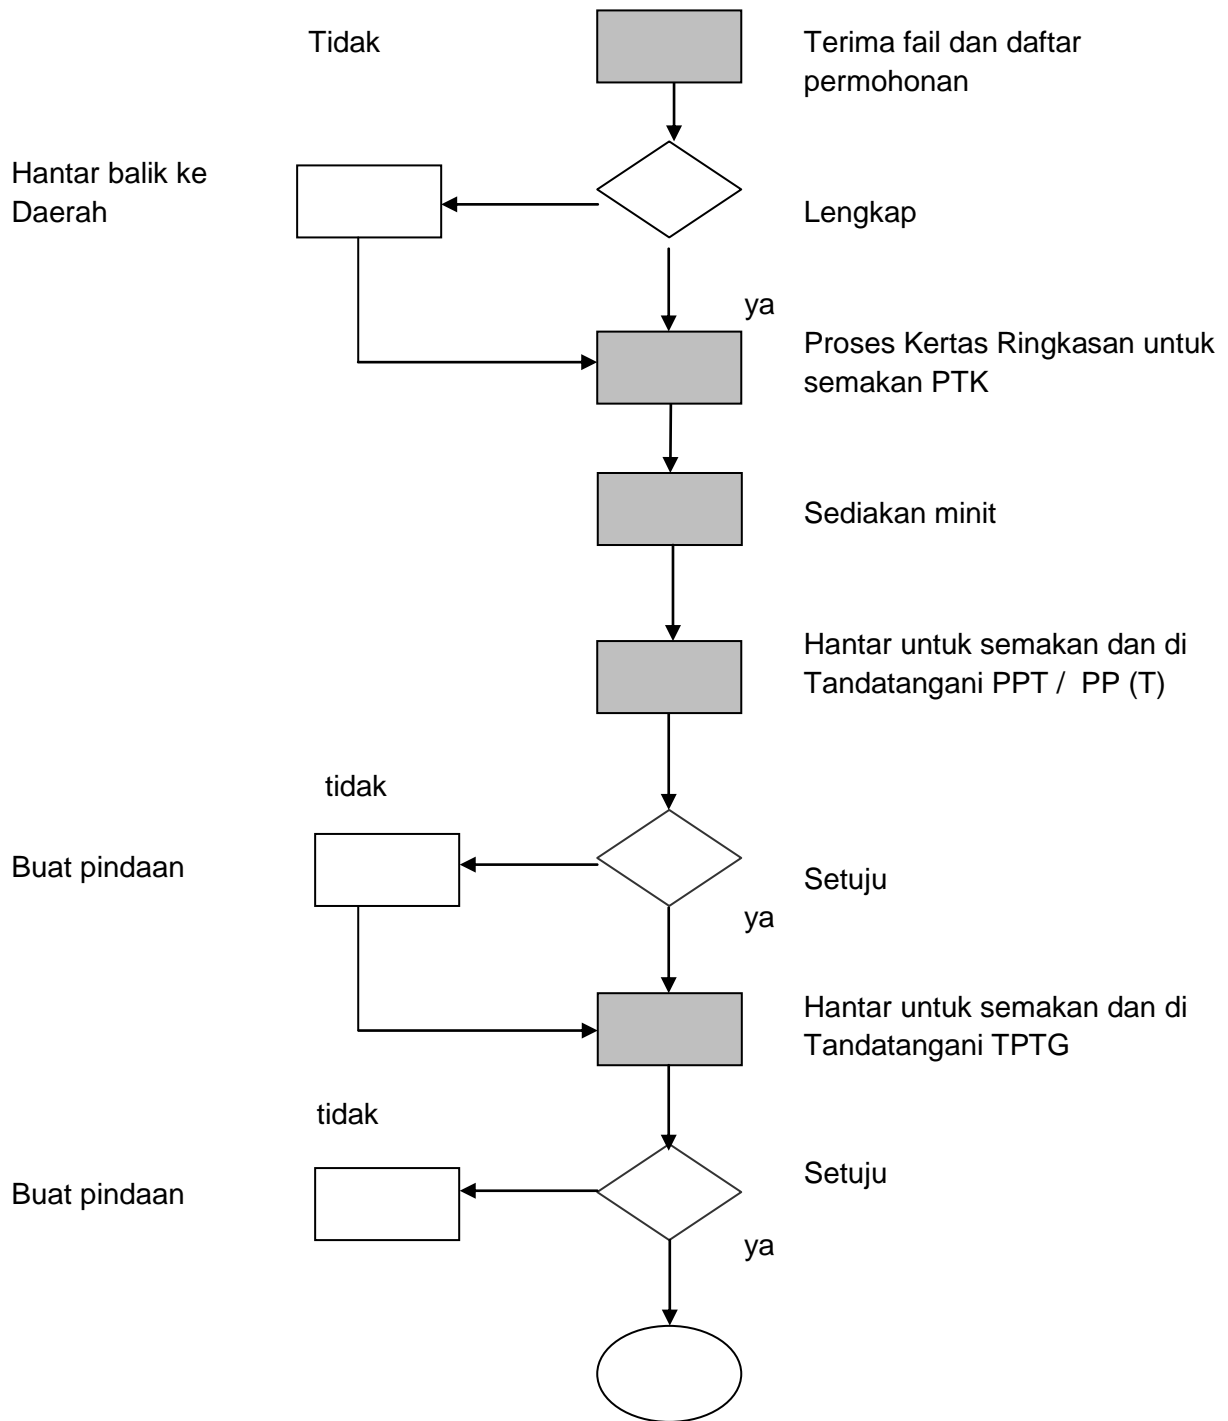 Tidak
Terima fail dan daftar
permohonan
Hantar balik ke
Daerah
Lengkap
ya
Proses Kertas Ringkasan untuk
semakan PTK
Sediakan minit
Hantar untuk semakan dan di
Tandatangani PPT / PP (T)
tidak
Buat pindaan
Setuju
ya
Hantar untuk semakan dan di
Tandatangani TPTG
tidak
Buat pindaan
Setuju
ya